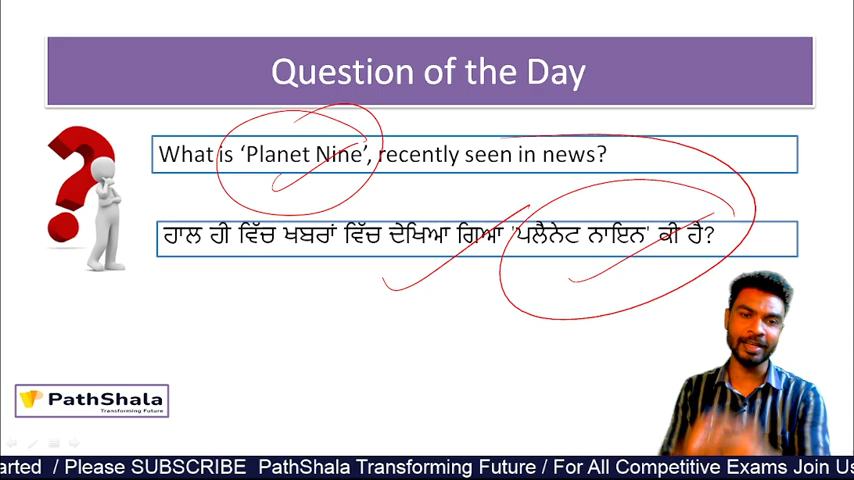 Question of the Day
What is ‘Planet Nine’, recently seen in news?
ਹਾਲ ਹੀ ਵਿੱਚ ਖਬਰਾਂ ਵਿੱਚ ਦੇਖਿਆ ਗਿਆ 'ਪਲੈਨੇਟ ਨਾਇਨ' ਕੀ ਹੈ?
PathShala
Transforming Future
arted / Please SUBSCRIBE PathShala Transforming Future / For All Competitive Exams Join Us